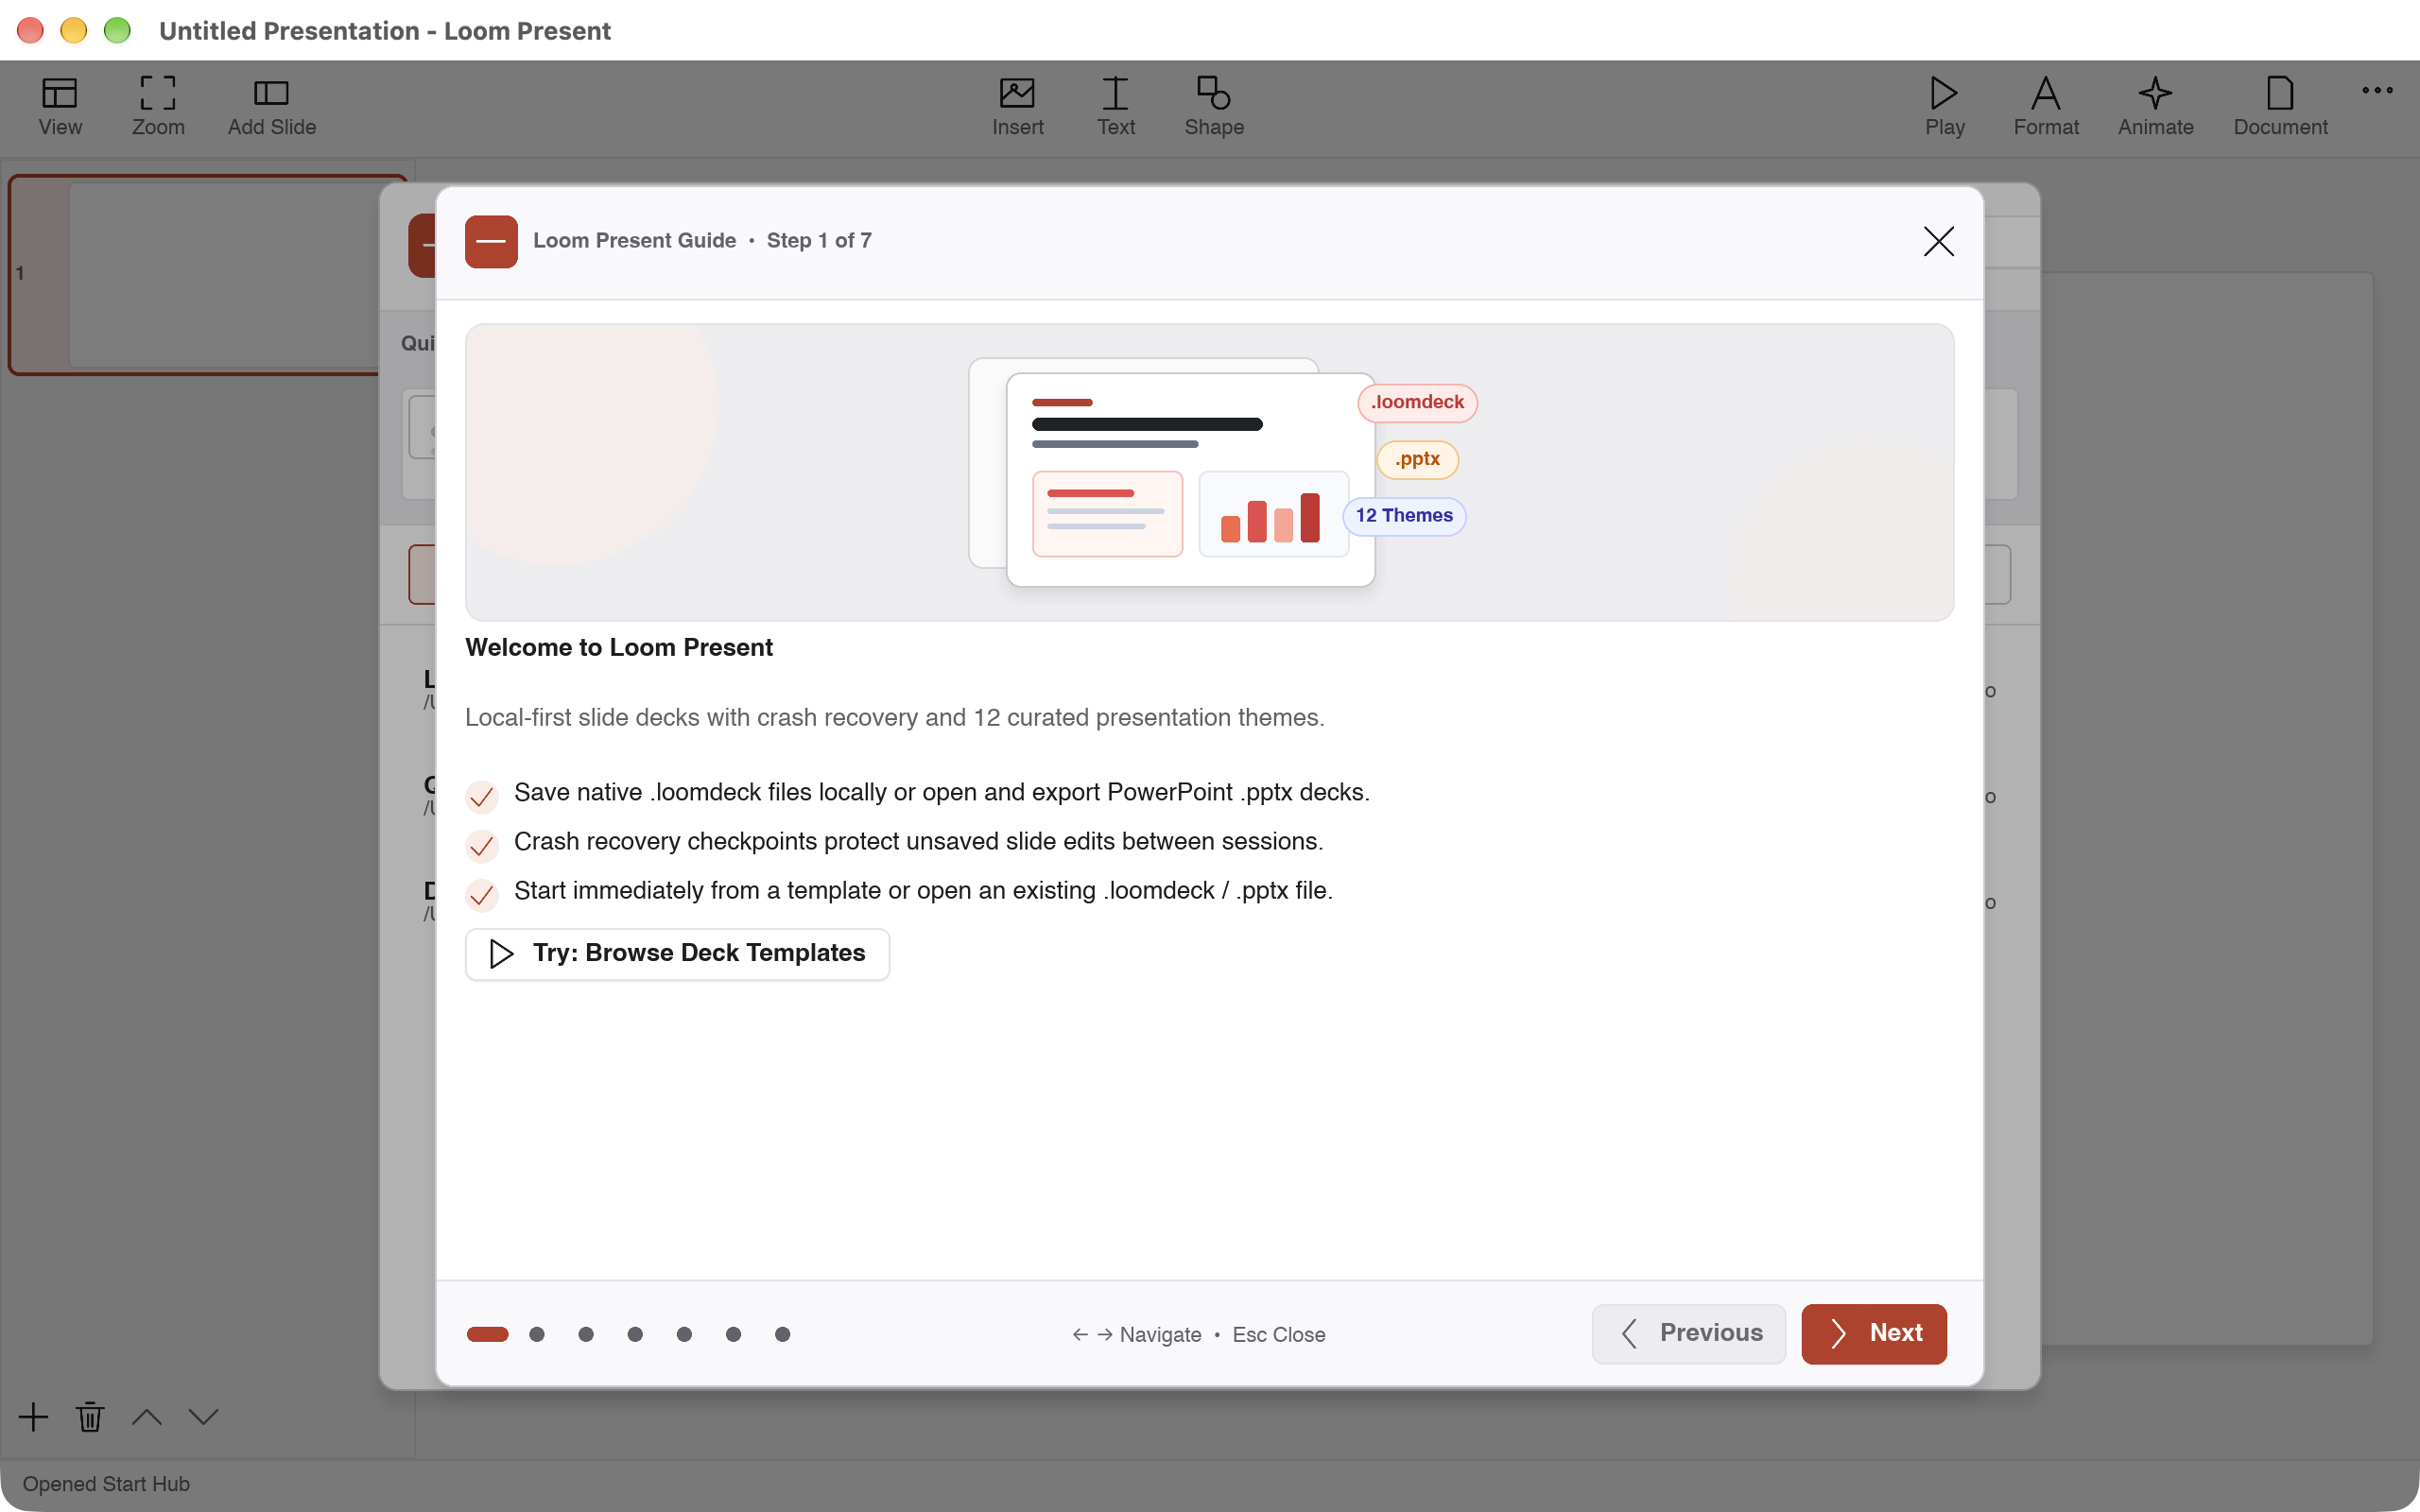 Untitled Presentation - Loom Present
View
Zoom
Add Slide
Insert
Text
Shape
Play
Format
Animate
Document
1
Loom Present Guide • Step 1 of 7
.loomdeck
.pptx
12 Themes
Welcome to Loom Present
Local-first slide decks with crash recovery and 12 curated presentation themes.
Save native .loomdeck files locally or open and export PowerPoint .pptx decks.
Crash recovery checkpoints protect unsaved slide edits between sessions.
Start immediately from a template or open an existing .loomdeck / .pptx file.
Try: Browse Deck Templates
← → Navigate • Esc Close
Previous
Next
Opened Start Hub